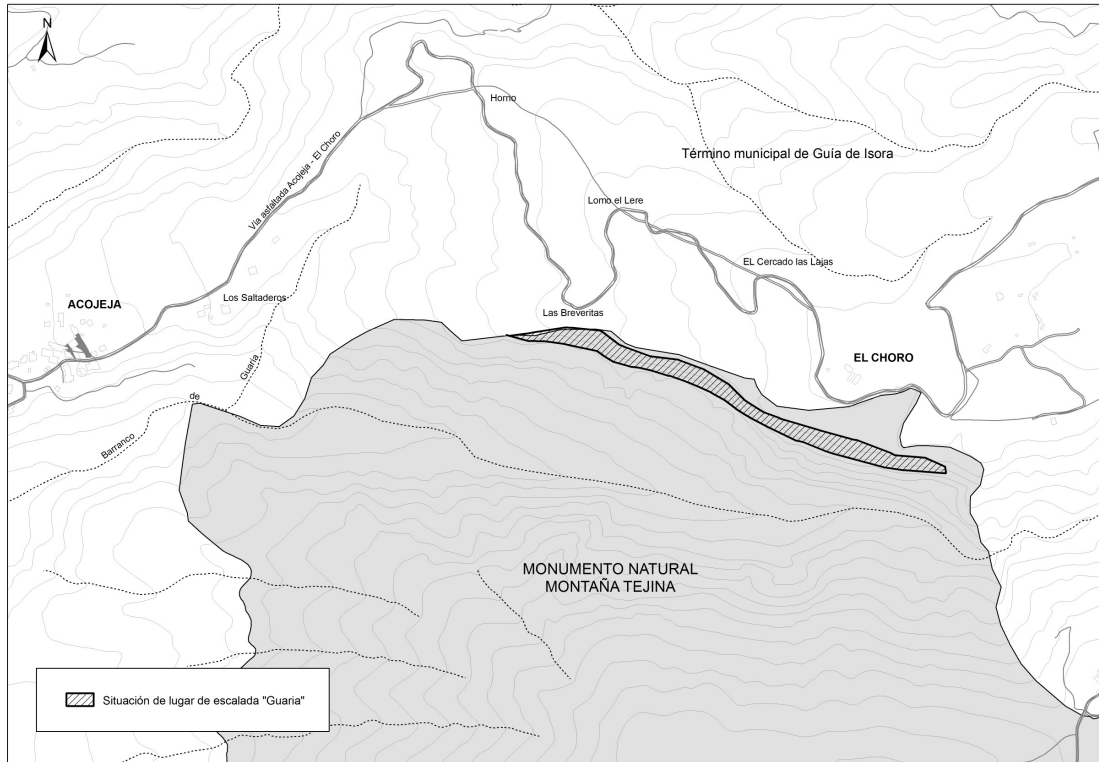 N
Horno
Término municipal de Guía de Isora
Vía asfaltada Acojeja - El Choro
Lomo el Lere
EL Cercado las Lajas
ACOJEJA
Los Saltaderos
Las Breveritas
EL CHORO
Barranco de Guaria
MONUMENTO NATURAL
MONTAÑA TEJINA
Situación de lugar de escalada "Guaria"